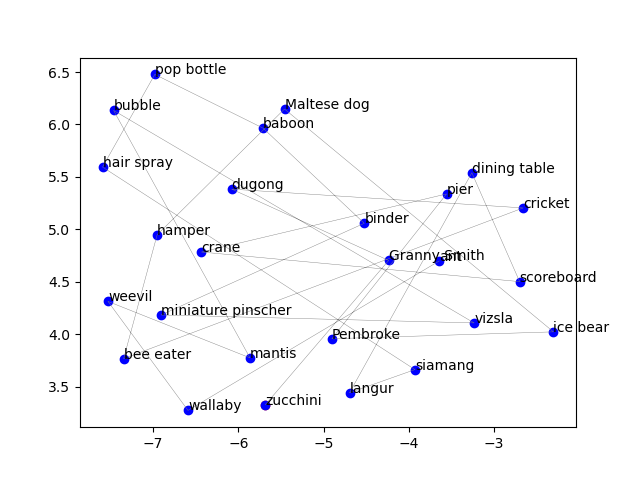 6.5
6.0
5.5
5.0
4.5
4.0
3.5
−7
−6
−5
−4
−3
pop bottle
bubble
Maltese dog
baboon
hair spray
dining table
dugong
pier
cricket
binder
hamper
crane
Granny Smith
ant
scoreboard
weevil
miniature pinscher
vizsla
ice bear
Pembroke
bee eater
mantis
siamang
langur
wallaby
zucchini